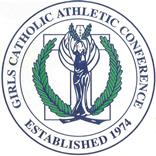 GIRLS CATHOLIC ATHLETIC CONFERENCE
ESTABLISHED 1974